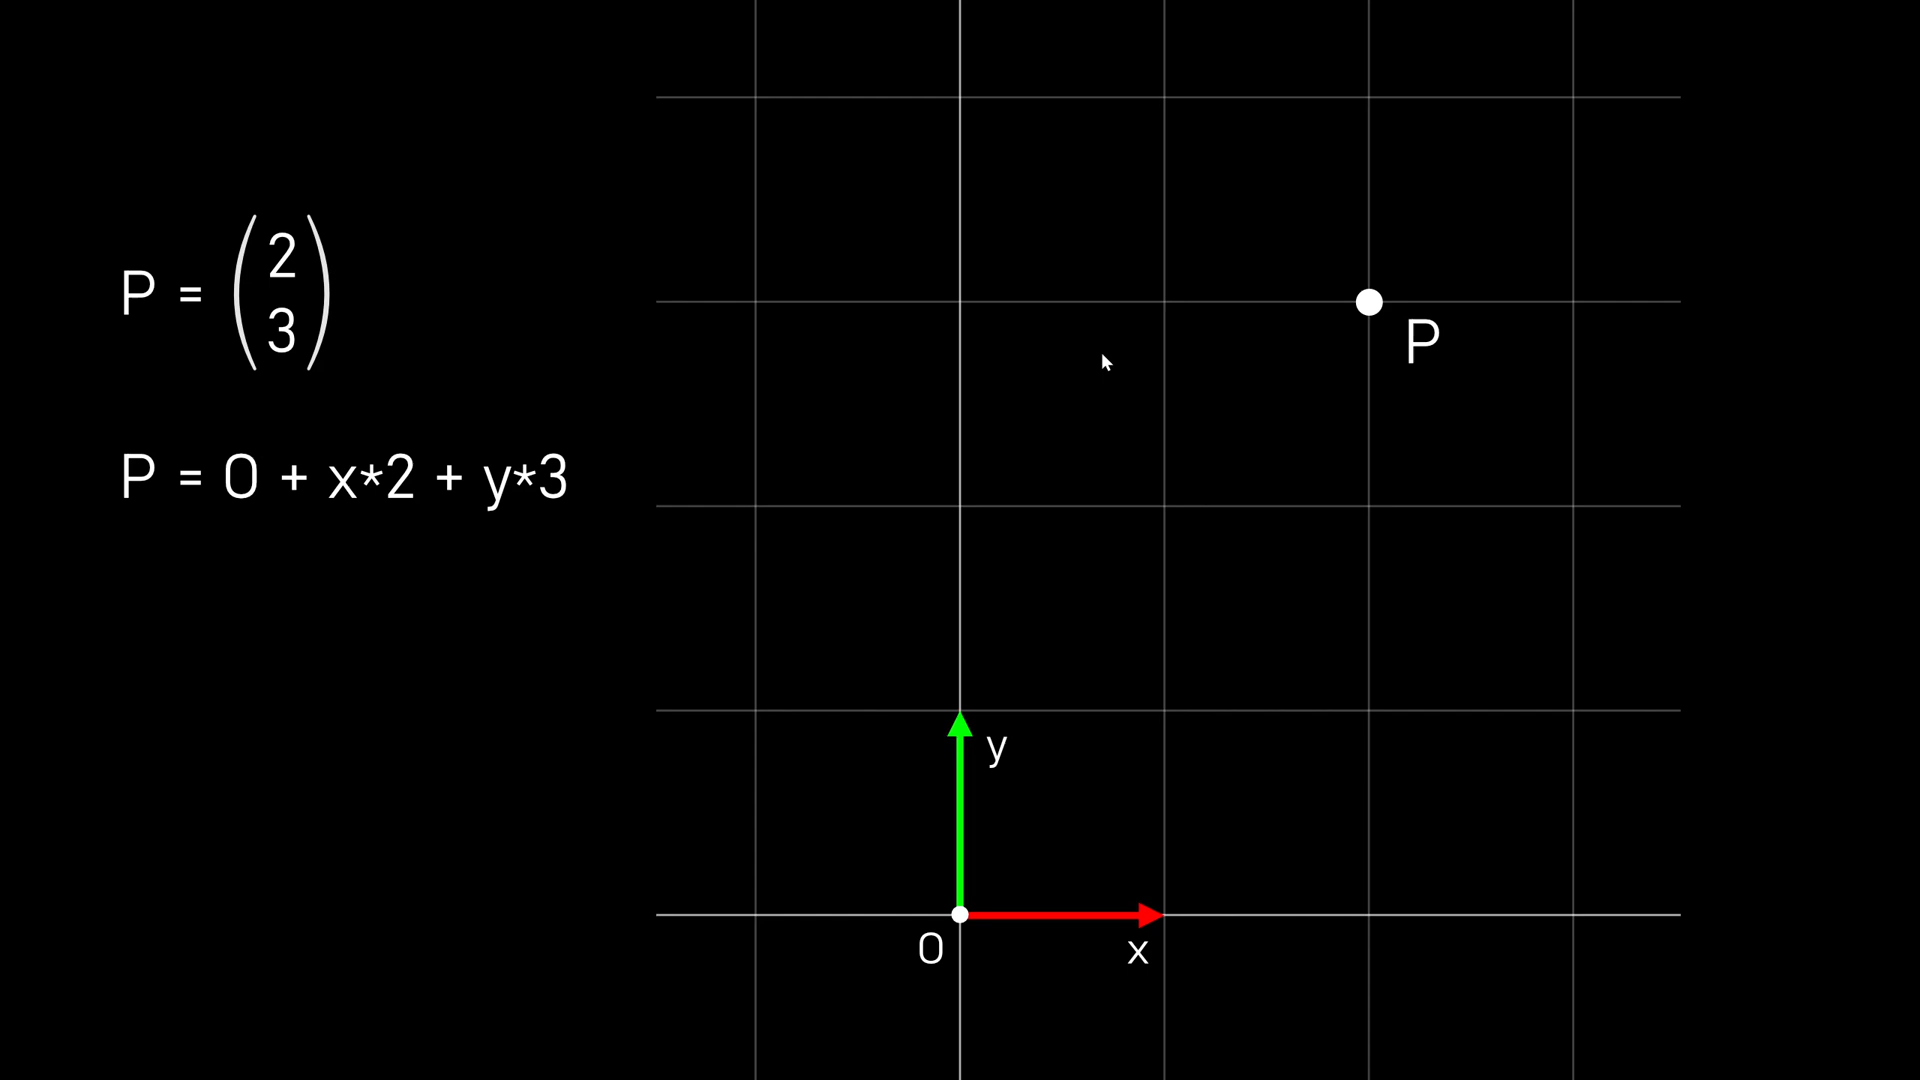 P = (2
3)
P = O + x*2 + y*3
P
y
O
x